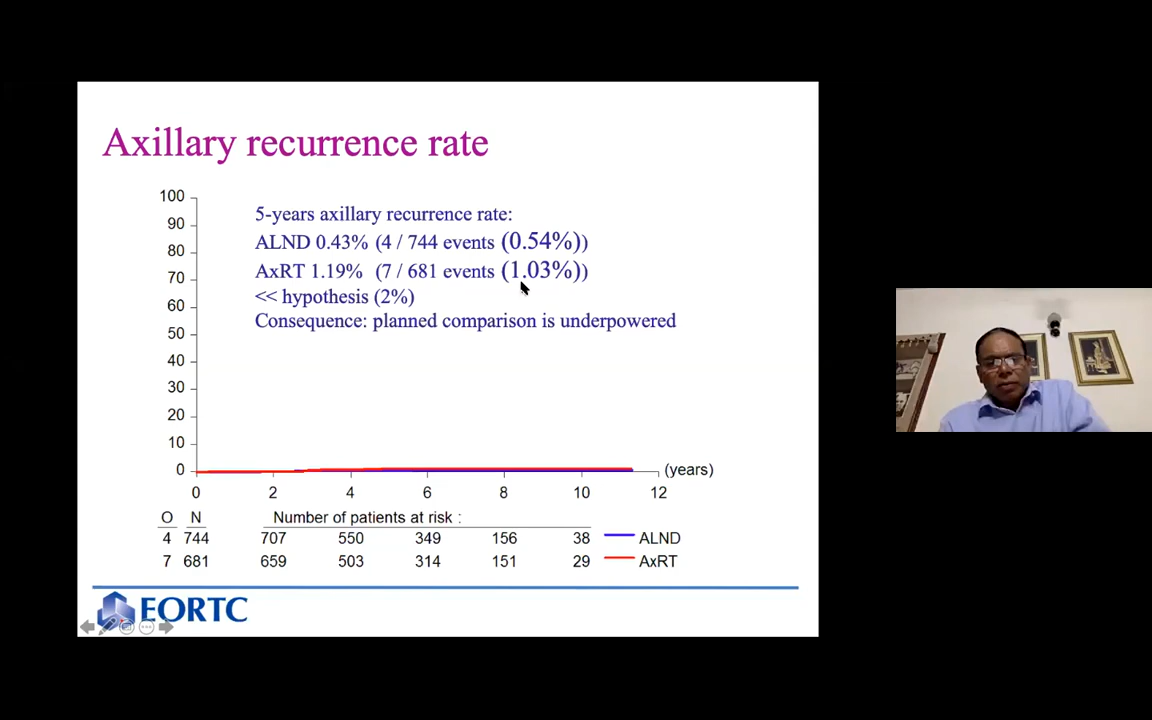 Axillary recurrence rate
100
90
80
70
60
50
40
30
20
10
0
5-years axillary recurrence rate:
ALND 0.43% (4 / 744 events (0.54%))
AxRT 1.19% (7 / 681 events (1.03%))
<< hypothesis (2%)
Consequence: planned comparison is underpowered
(years)
0 2 4 6 8 10 12
O N Number of patients at risk :
4 744 707 550 349 156 38 ALND
7 681 659 503 314 151 29 AxRT
EORTC